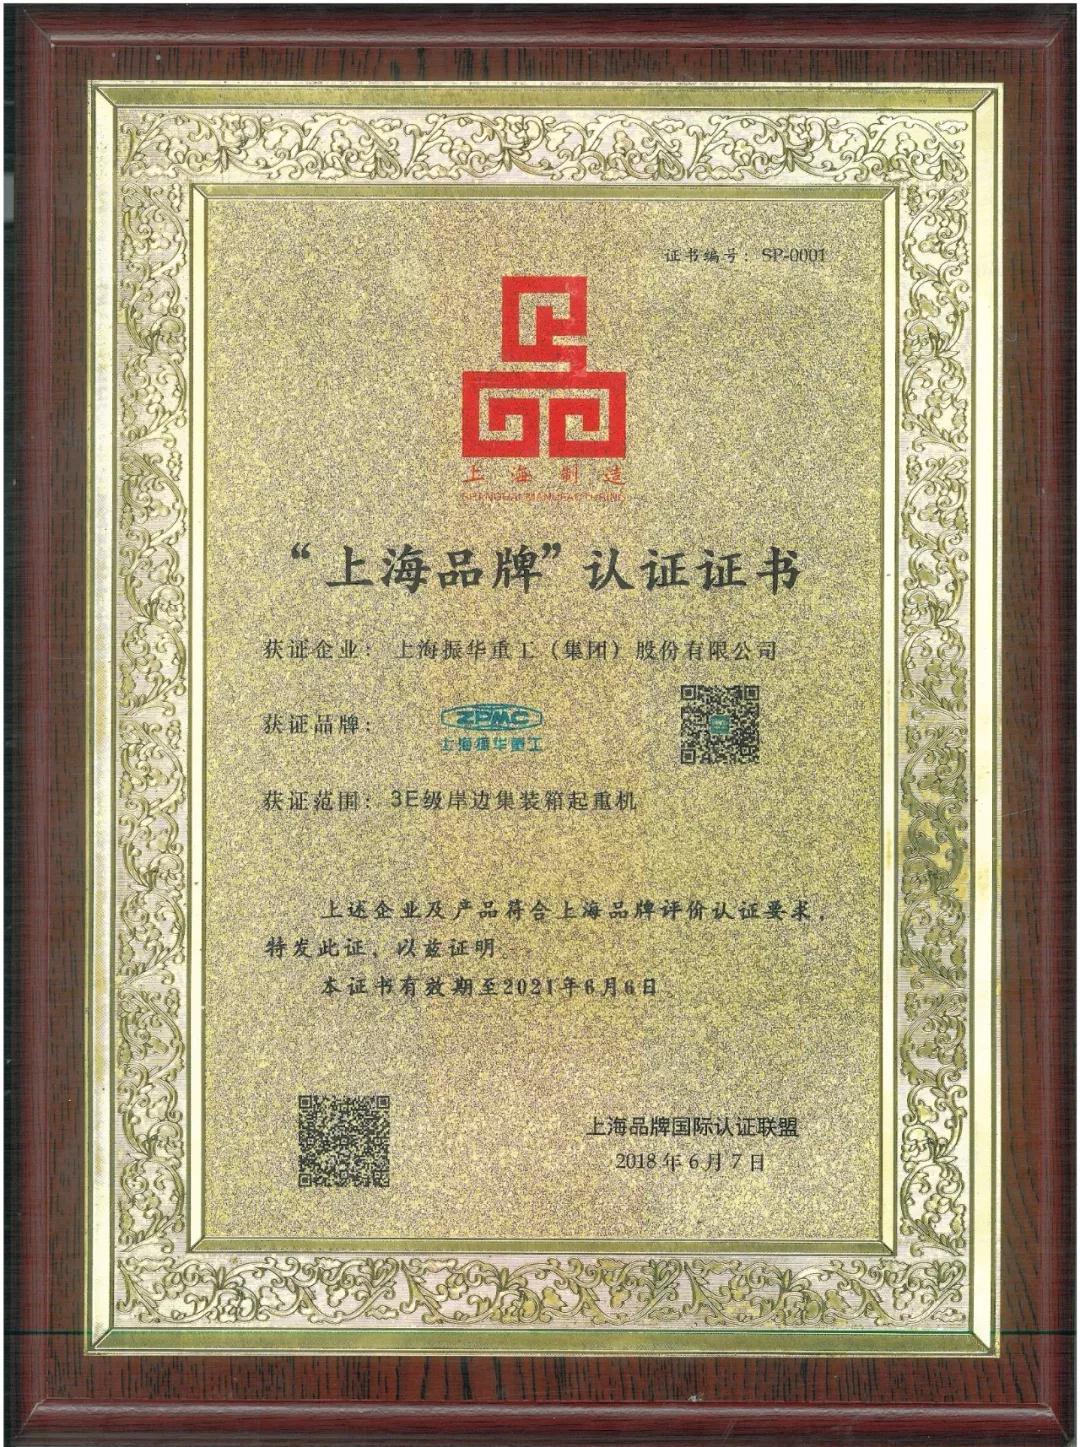 证书编号：SP-0001
上海制造
SHANGHAI MANUFACTURING
“上海品牌”认证证书
获证企业：上海振华重工（集团）股份有限公司
获证品牌：
ZPMC
上海振华重工
获证范围：3E级岸边集装箱起重机
上述企业及产品符合上海品牌评价认证要求，
特发此证，以兹证明。
本证书有效期至2021年6月6日。
上海品牌国际认证联盟
2018年6月7日